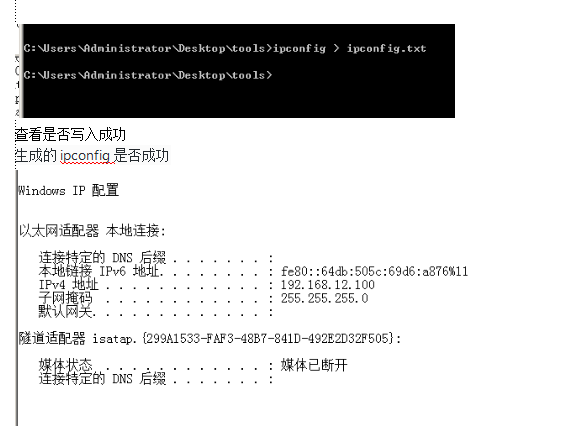 C:\Users\Administrator\Desktop\tools>ipconfig > ipconfig.txt
C:\Users\Administrator\Desktop\tools>
查看是否写入成功
生成的 ipconfig 是否成功
Windows IP 配置
以太网适配器 本地连接:
连接特定的 DNS 后缀 . . . . . . . :
本地链接 IPv6 地址. . . . . . . . : fe80::64db:505c:69d6:a876%11
IPv4 地址 . . . . . . . . . . . . : 192.168.12.100
子网掩码 . . . . . . . . . . . . : 255.255.255.0
默认网关. . . . . . . . . . . . . :
隧道适配器 isatap.{299A1533-FAF3-48B7-841D-492E2D32F505}:
媒体状态 . . . . . . . . . . . . : 媒体已断开
连接特定的 DNS 后缀 . . . . . . . :